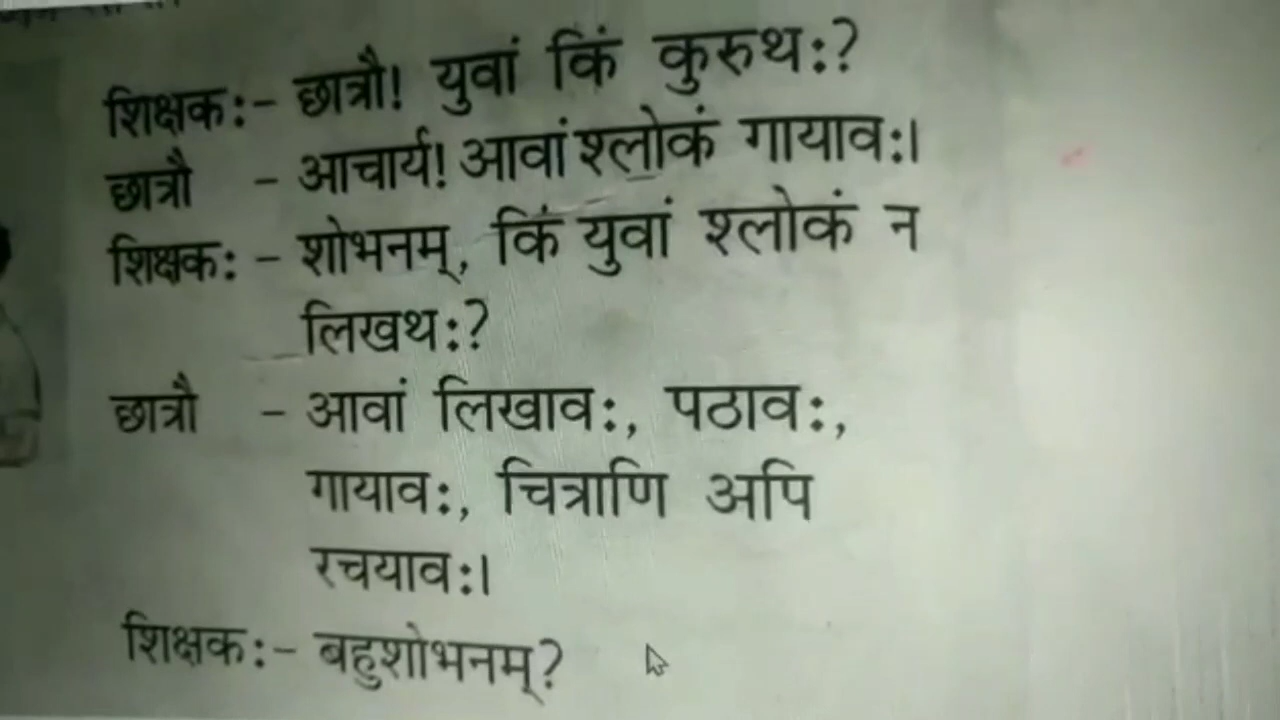 शिक्षकः- छात्रौ! युवां किं कुरुथः?
छात्रौ - आचार्य! आवां श्लोकं गायावः।
शिक्षकः - शोभनम्, किं युवां श्लोकं न
लिखथः?
छात्रौ - आवां लिखावः, पठावः,
गायावः, चित्राणि अपि
रचयावः।
शिक्षकः- बहुशोभनम्?